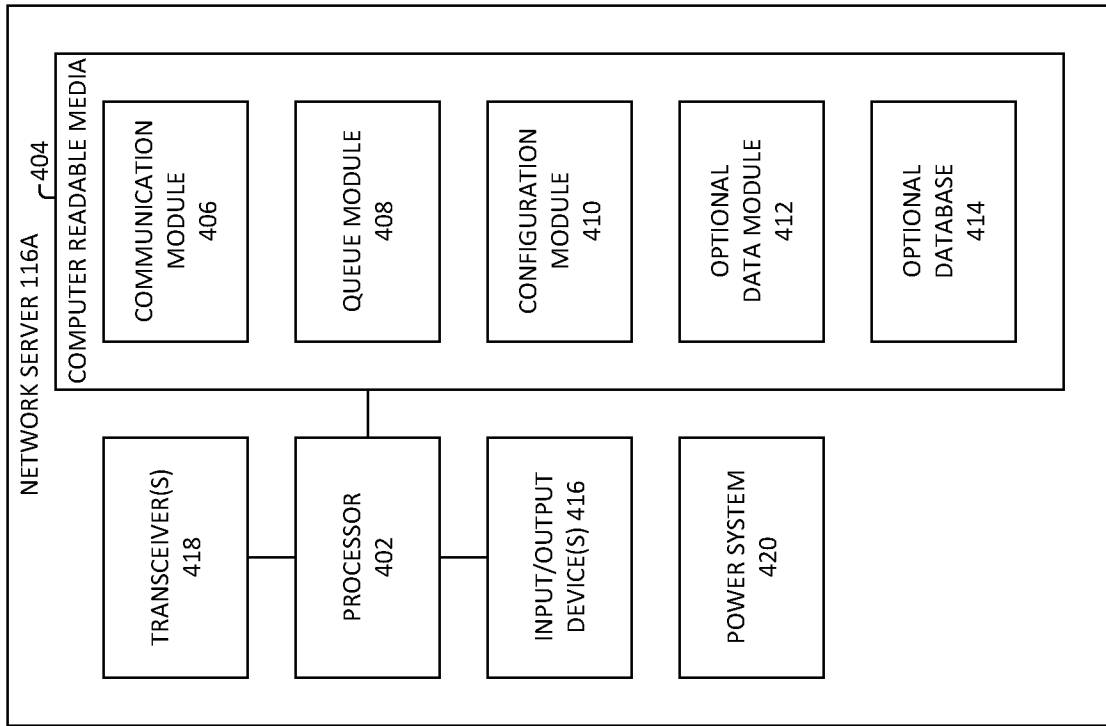 NETWORK SERVER 116A
404
COMPUTER READABLE MEDIA
TRANSCEIVER(S)
418
PROCESSOR
402
INPUT/OUTPUT
DEVICE(S) 416
POWER SYSTEM
420
COMMUNICATION
MODULE
406
QUEUE MODULE
408
CONFIGURATION
MODULE
410
OPTIONAL
DATA MODULE
412
OPTIONAL
DATABASE
414